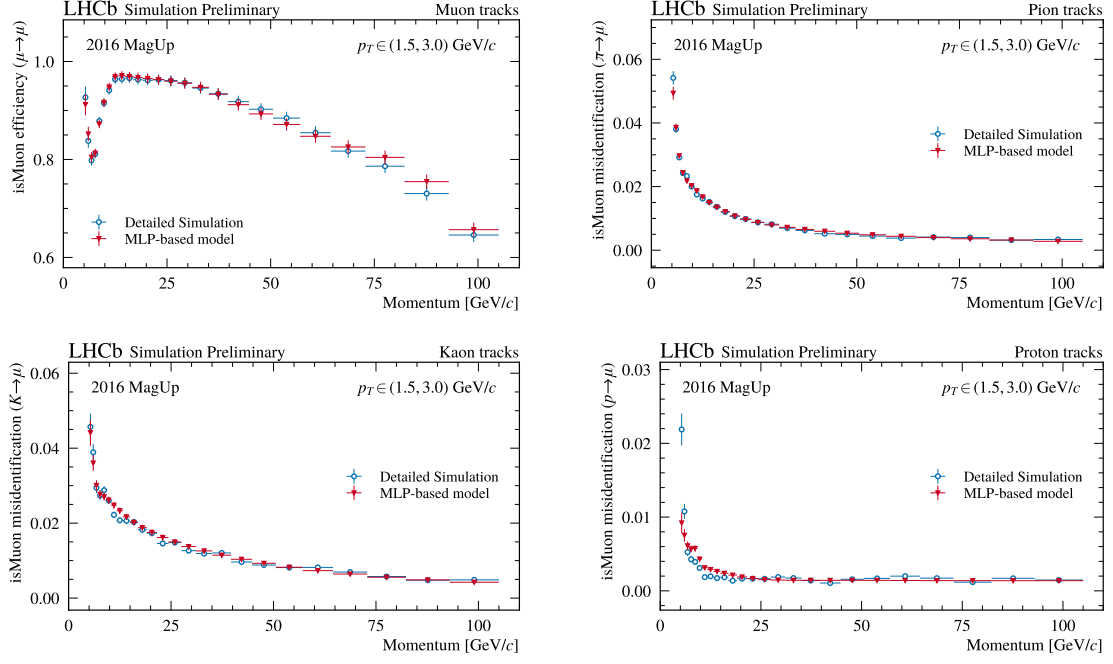 LHCb Simulation Preliminary Muon tracks
2016 MagUp
p_T ∈ (1.5, 3.0) GeV/c
isMuon efficiency (μ→μ)
1.0
0.8
0.6
Detailed Simulation
MLP-based model
0 25 50 75 100
Momentum [GeV/c]
LHCb Simulation Preliminary Pion tracks
2016 MagUp
p_T ∈ (1.5, 3.0) GeV/c
isMuon misidentification (π→μ)
0.06
0.04
0.02
0.00
Detailed Simulation
MLP-based model
0 25 50 75 100
Momentum [GeV/c]
LHCb Simulation Preliminary Kaon tracks
2016 MagUp
p_T ∈ (1.5, 3.0) GeV/c
isMuon misidentification (K→μ)
0.06
0.04
0.02
0.00
Detailed Simulation
MLP-based model
0 25 50 75 100
Momentum [GeV/c]
LHCb Simulation Preliminary Proton tracks
2016 MagUp
p_T ∈ (1.5, 3.0) GeV/c
isMuon misidentification (p→μ)
0.03
0.02
0.01
0.00
Detailed Simulation
MLP-based model
0 25 50 75 100
Momentum [GeV/c]